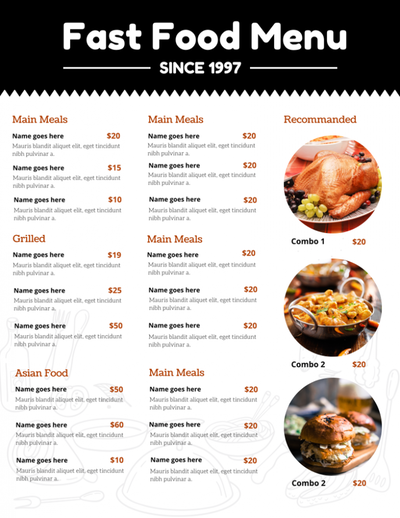 Fast Food Menu
SINCE 1997
Main Meals
Name goes here $20
Mauris blandit aliquet elit, eget tincidunt
nibh pulvinar a.
Name goes here $15
Mauris blandit aliquet elit, eget tincidunt
nibh pulvinar a.
Name goes here $10
Mauris blandit aliquet elit, eget tincidunt
nibh pulvinar a.
Grilled
Name goes here $19
Mauris blandit aliquet elit, eget tincidunt
nibh pulvinar a.
Name goes here $25
Mauris blandit aliquet elit, eget tincidunt
nibh pulvinar a.
Name goes here $50
Mauris blandit aliquet elit, eget tincidunt
nibh pulvinar a.
Asian Food
Name goes here $50
Mauris blandit aliquet elit, eget tincidunt
nibh pulvinar a.
Name goes here $60
Mauris blandit aliquet elit, eget tincidunt
nibh pulvinar a.
Name goes here $10
Mauris blandit aliquet elit, eget tincidunt
nibh pulvinar a.
Main Meals
Name goes here $20
Mauris blandit aliquet elit, eget tincidunt
nibh pulvinar a.
Name goes here $20
Mauris blandit aliquet elit, eget tincidunt
nibh pulvinar a.
Name goes here $20
Mauris blandit aliquet elit, eget tincidunt
nibh pulvinar a.
Main Meals
Name goes here $20
Mauris blandit aliquet elit, eget tincidunt
nibh pulvinar a.
Name goes here $20
Mauris blandit aliquet elit, eget tincidunt
nibh pulvinar a.
Name goes here $20
Mauris blandit aliquet elit, eget tincidunt
nibh pulvinar a.
Main Meals
Name goes here $20
Mauris blandit aliquet elit, eget tincidunt
nibh pulvinar a.
Name goes here $20
Mauris blandit aliquet elit, eget tincidunt
nibh pulvinar a.
Name goes here $20
Mauris blandit aliquet elit, eget tincidunt
nibh pulvinar a.
Recommanded
Combo 1 $20
Combo 2 $20
Combo 2 $20